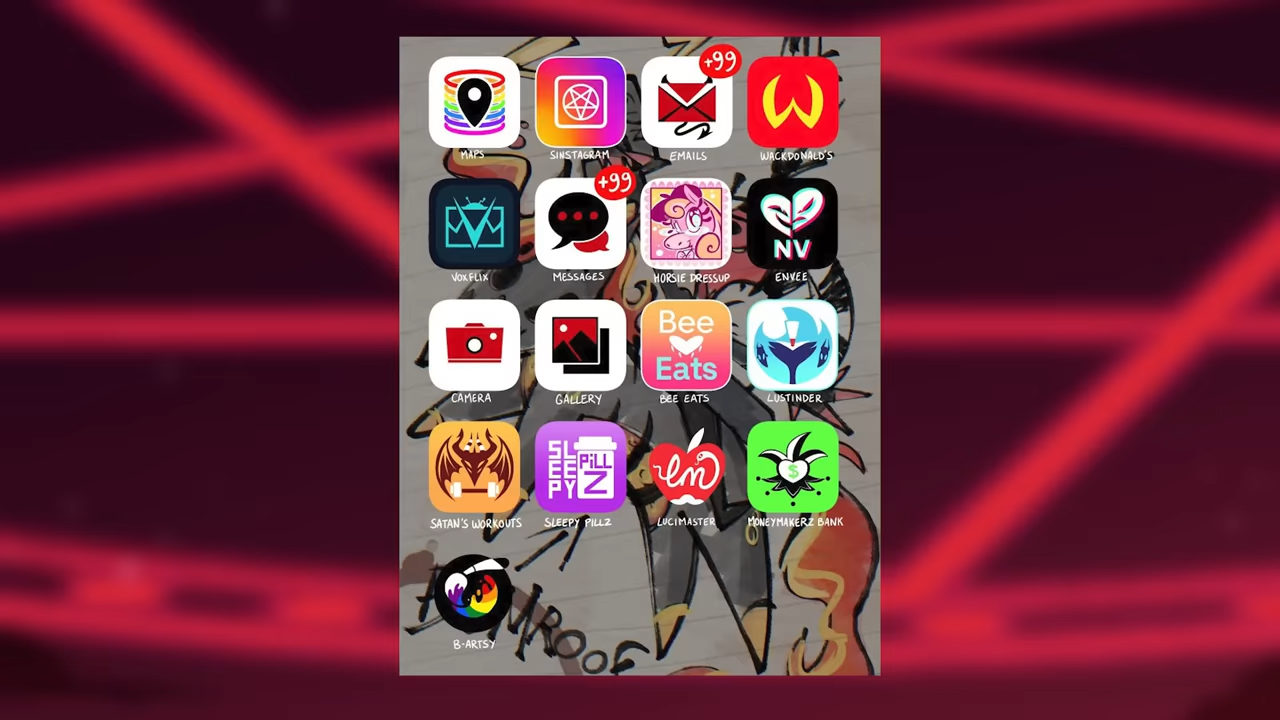 +99
W
MAPS SINSTAGRAM EMAILS WACKDONALD'S
+99
NV
VOXFLIX MESSAGES HORSIE DRESSUP ENVEE
Bee
Eats
CAMERA GALLERY BEE EATS LUSTINDER
SLEEPY
PiLLZ
lm
$
SATAN'S WORKOUTS SLEEPY PILLZ LUCIMASTER MONEYMAKERZ BANK
B-ARTSY